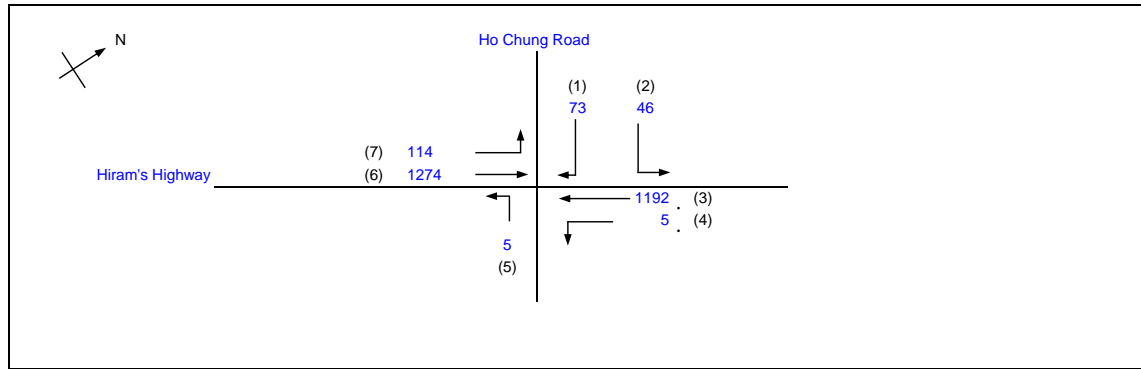 N
Ho Chung Road
(1) (2)
73 46
(7) 114
(6) 1274
Hiram's Highway
1192 (3)
5 (4)
5
(5)